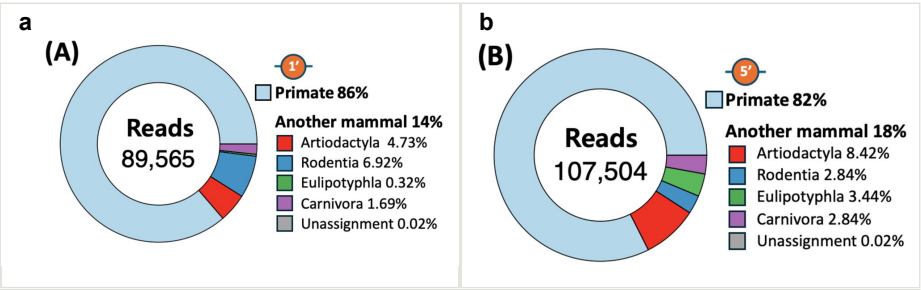 a
(A)
1'
Primate 86%
Another mammal 14%
Artiodactyla 4.73%
Rodentia 6.92%
Eulipotyphla 0.32%
Carnivora 1.69%
Unassignment 0.02%
Reads
89,565
b
(B)
5'
Primate 82%
Another mammal 18%
Artiodactyla 8.42%
Rodentia 2.84%
Eulipotyphla 3.44%
Carnivora 2.84%
Unassignment 0.02%
Reads
107,504